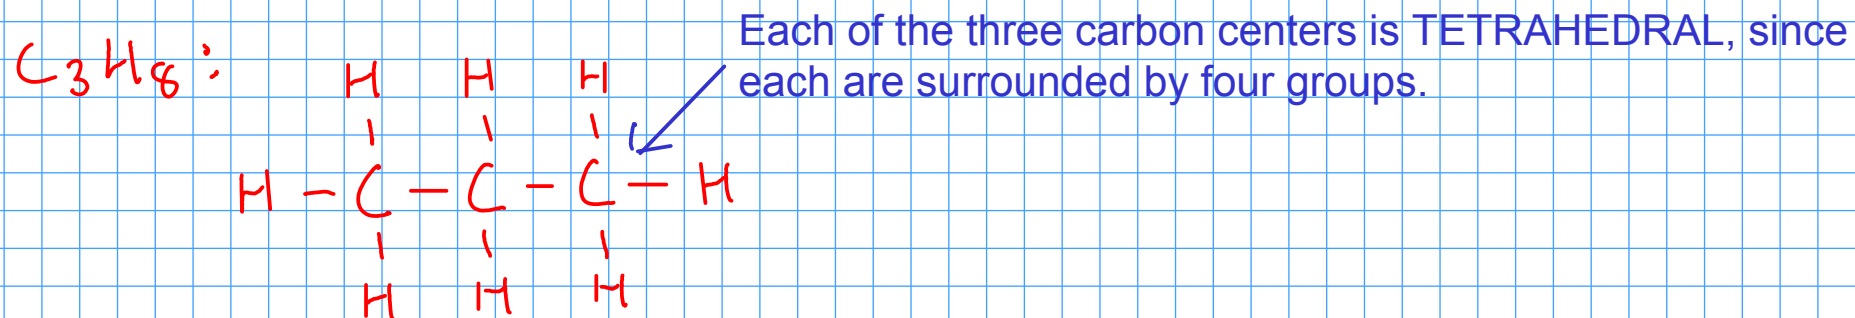 Each of the three carbon centers is TETRAHEDRAL, since
each are surrounded by four groups.
C3H8:
H H H
| | |
H - C - C - C - H
| | |
H H H